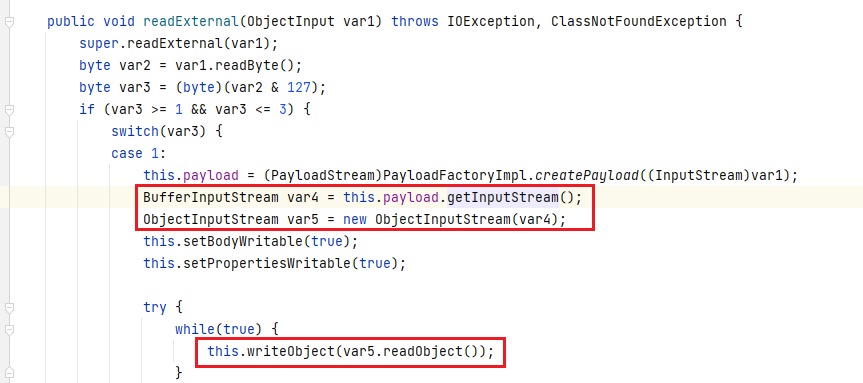 public void readExternal(ObjectInput var1) throws IOException, ClassNotFoundException {
super.readExternal(var1);
byte var2 = var1.readByte();
byte var3 = (byte)(var2 & 127);
if (var3 >= 1 && var3 <= 3) {
switch(var3) {
case 1:
this.payload = (PayloadStream)PayloadFactoryImpl.createPayload((InputStream)var1);
BufferInputStream var4 = this.payload.getInputStream();
ObjectInputStream var5 = new ObjectInputStream(var4);
this.setBodyWritable(true);
this.setPropertiesWritable(true);
try {
while(true) {
this.writeObject(var5.readObject());
}